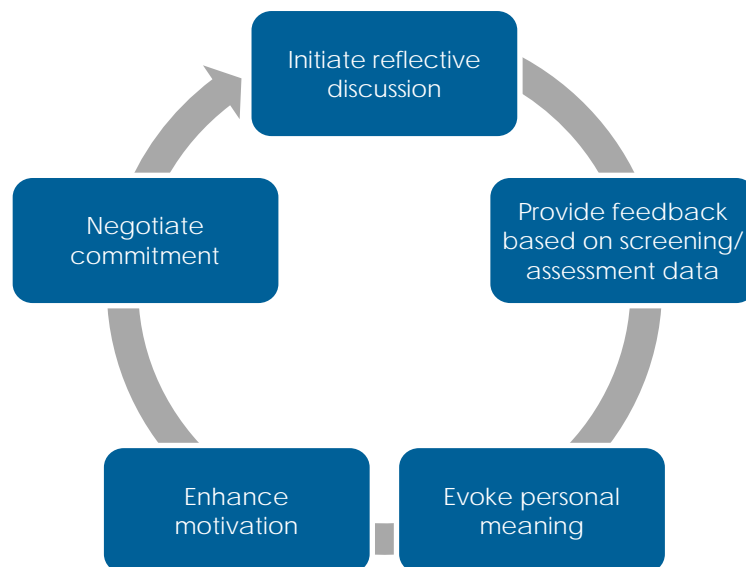 Initiate reflective
discussion
Provide feedback
based on screening/
assessment data
Evoke personal
meaning
Enhance
motivation
Negotiate
commitment